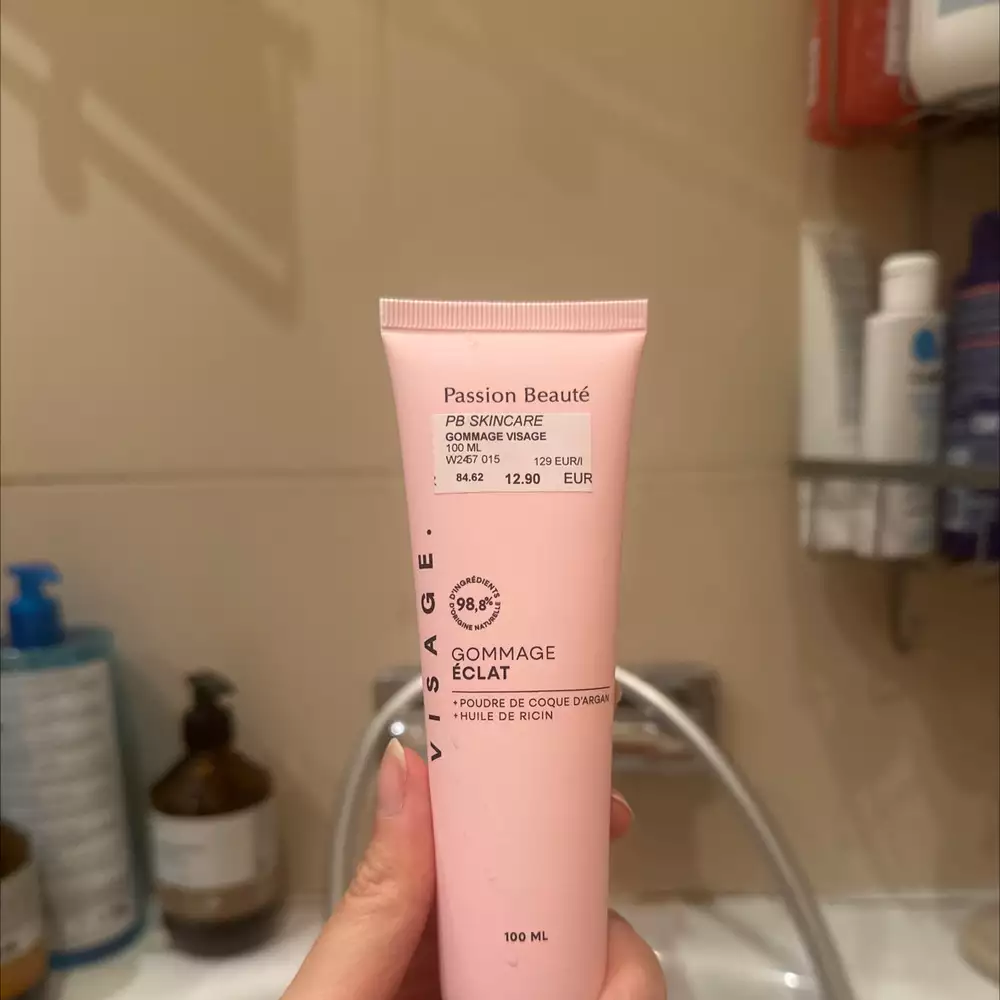 Passion Beauté
PB SKINCARE
GOMMAGE VISAGE
100 ML
W2457 015 129 EUR/l
84.62 12.90 EUR
VISAGE.
D'INGRÉDIENTS
98,8%
D'ORIGINE NATURELLE
GOMMAGE
ÉCLAT
+POUDRE DE COQUE D'ARGAN
+HUILE DE RICIN
100 ML